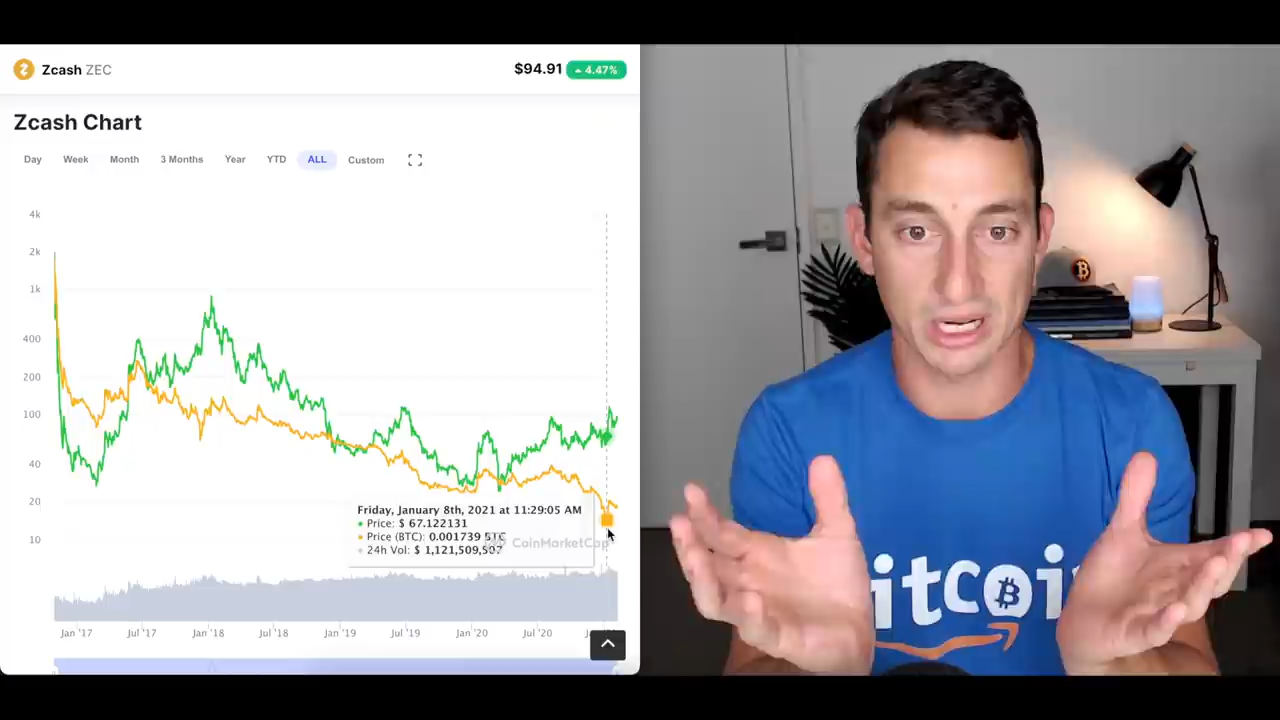 Zcash ZEC
$94.91 4.47%
Zcash Chart
Day Week Month 3 Months Year YTD ALL Custom
4k
2k
1k
400
200
100
40
20
10
Friday, January 8th, 2021 at 11:29:05 AM
Price: $ 67.122131
Price (BTC): 0.001739 BTC
24h Vol: $ 1,121,509,507
CoinMarketCap
Jan '17 Jul '17 Jan '18 Jul '18 Jan '19 Jul '19 Jan '20 Jul '20
itcoi